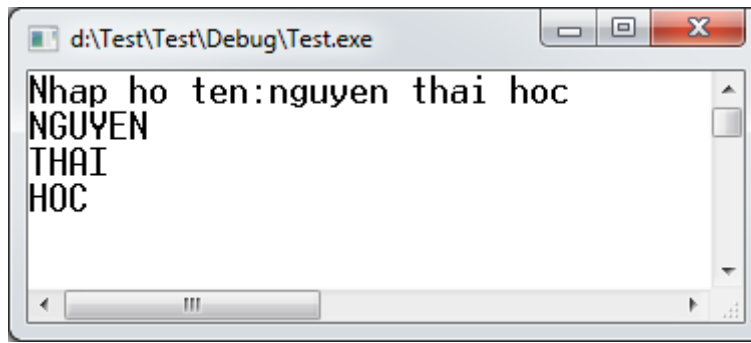 d:\Test\Test\Debug\Test.exe
Nhap ho ten:nguyen thai hoc
NGUYEN
THAI
HOC